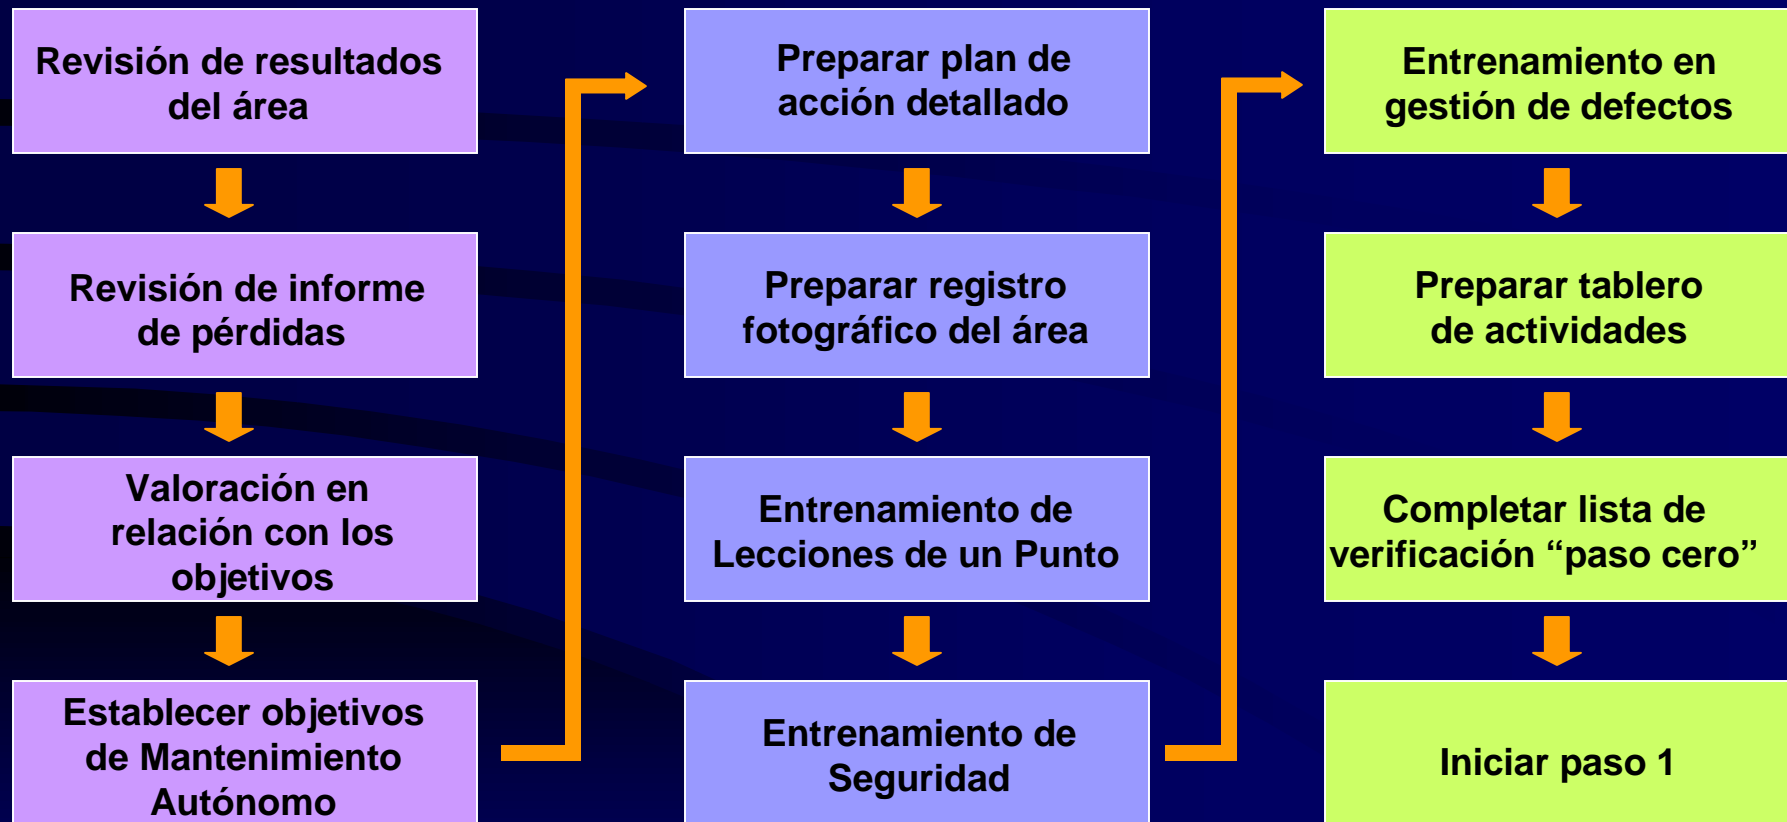 Revisión de resultados
del área
Revisión de informe
de pérdidas
Valoración en
relación con los
objetivos
Establecer objetivos
de Mantenimiento
Autónomo
Preparar plan de
acción detallado
Preparar registro
fotográfico del área
Entrenamiento de
Lecciones de un Punto
Entrenamiento de
Seguridad
Entrenamiento en
gestión de defectos
Preparar tablero
de actividades
Completar lista de
verificación “paso cero”
Iniciar paso 1